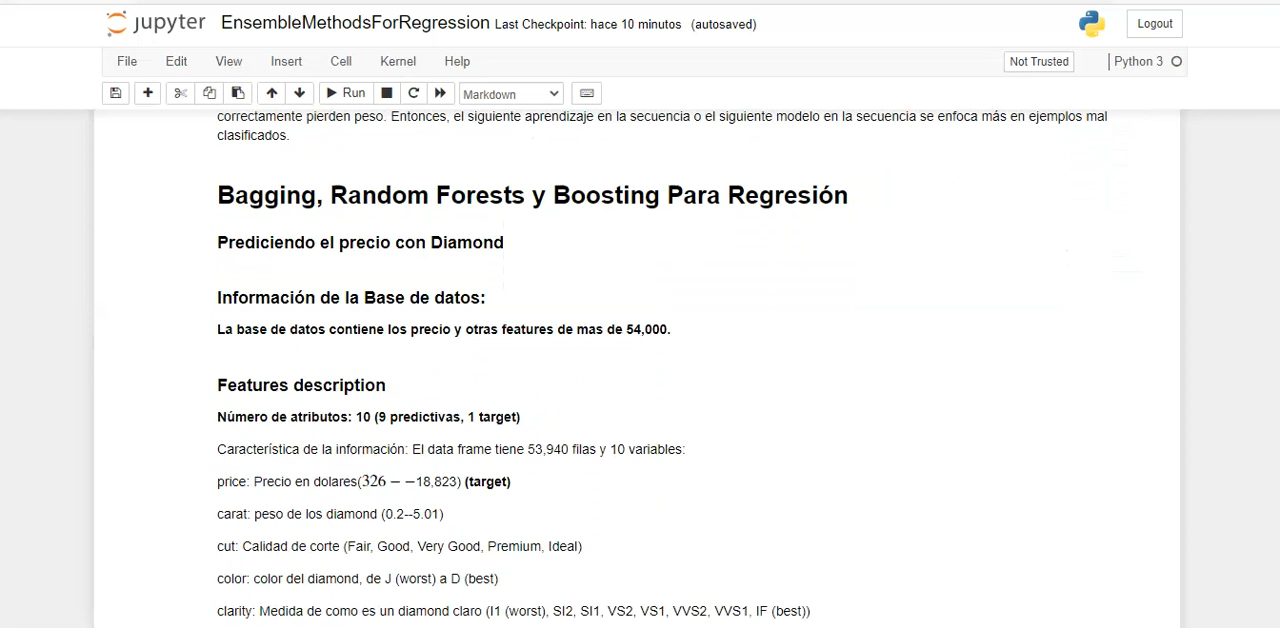 jupyter EnsembleMethodsForRegression Last Checkpoint: hace 10 minutos (autosaved) Logout
File Edit View Insert Cell Kernel Help Not Trusted Python 3
Run Markdown
correctamente pierden peso. Entonces, el siguiente aprendizaje en la secuencia o el siguiente modelo en la secuencia se enfoca más en ejemplos mal
clasificados.
Bagging, Random Forests y Boosting Para Regresión
Prediciendo el precio con Diamond
Información de la Base de datos:
La base de datos contiene los precio y otras features de mas de 54,000.
Features description
Número de atributos: 10 (9 predictivas, 1 target)
Característica de la información: El data frame tiene 53,940 filas y 10 variables:
price: Precio en dolares(326 − −18,823) (target)
carat: peso de los diamond (0.2--5.01)
cut: Calidad de corte (Fair, Good, Very Good, Premium, Ideal)
color: color del diamond, de J (worst) a D (best)
clarity: Medida de como es un diamond claro (I1 (worst), SI2, SI1, VS2, VS1, VVS2, VVS1, IF (best))